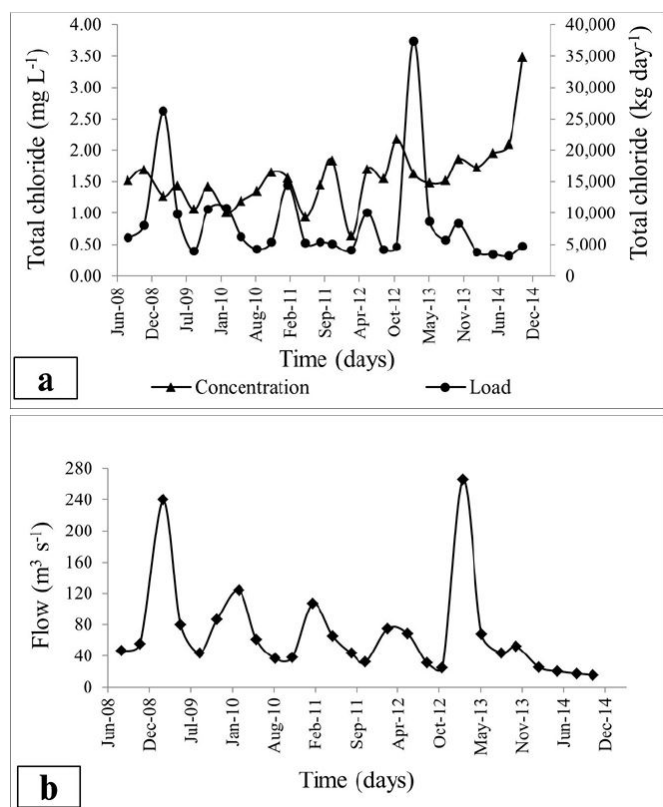 4.00
3.50
3.00
2.50
2.00
1.50
1.00
0.50
0.00
Total chloride (mg L-1)
40,000
35,000
30,000
25,000
20,000
15,000
10,000
5,000
0
Total chloride (kg day-1)
Jun-08
Dec-08
Jul-09
Jan-10
Aug-10
Feb-11
Sep-11
Apr-12
Oct-12
May-13
Nov-13
Jun-14
Dec-14
Time (days)
a
Concentration
Load
280
240
200
160
120
80
40
0
Flow (m3 s-1)
Jun-08
Dec-08
Jul-09
Jan-10
Aug-10
Feb-11
Sep-11
Apr-12
Oct-12
May-13
Nov-13
Jun-14
Dec-14
Time (days)
b